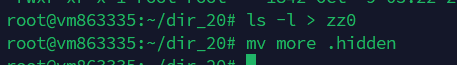 root@vm863335:~/dir_20# ls -l > zz0
root@vm863335:~/dir_20# mv more .hidden